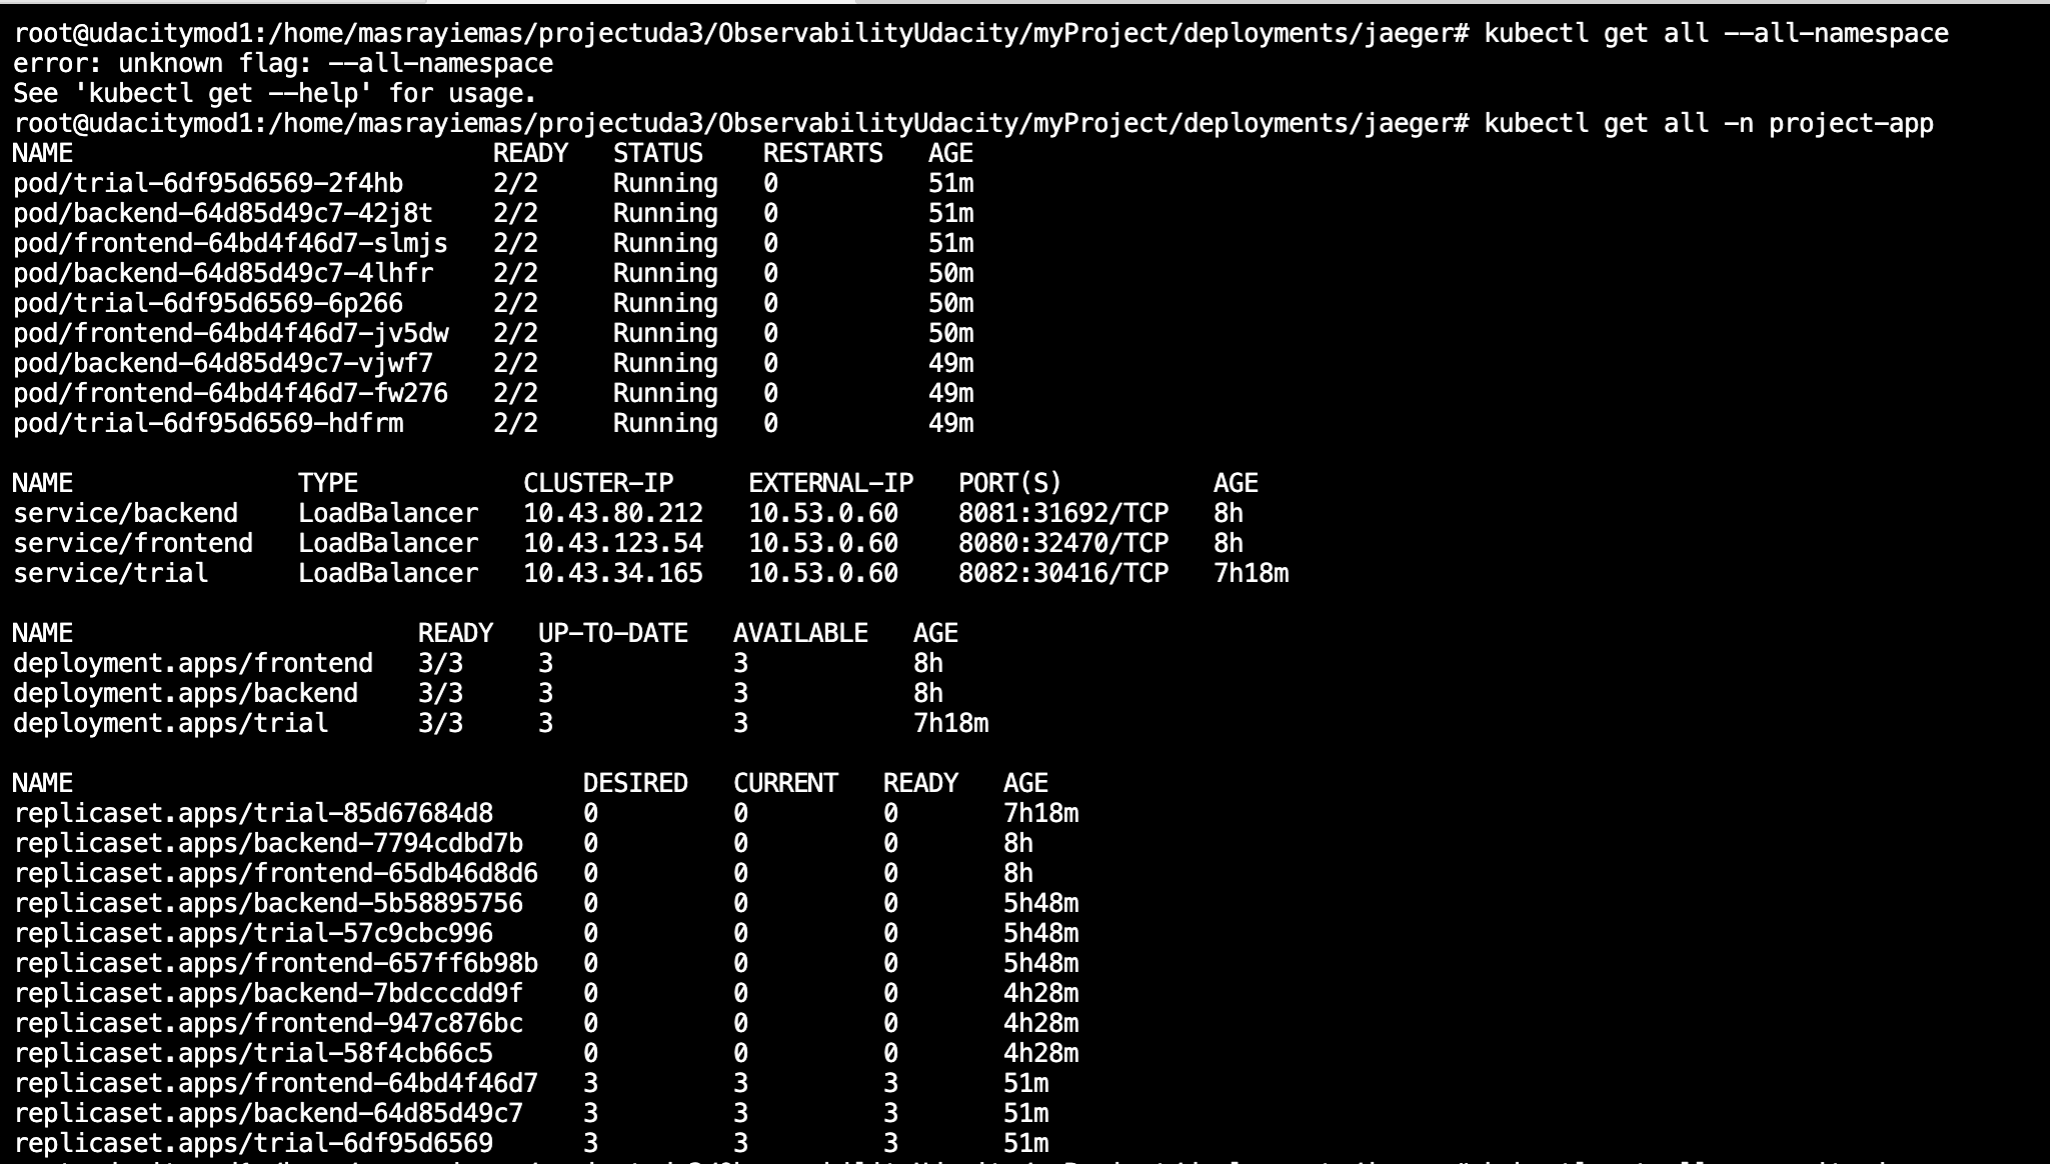 root@udacitymod1:/home/masrayiemas/projectuda3/ObservabilityUdacity/myProject/deployments/jaeger# kubectl get all --all-namespace
error: unknown flag: --all-namespace
See 'kubectl get --help' for usage.
root@udacitymod1:/home/masrayiemas/projectuda3/ObservabilityUdacity/myProject/deployments/jaeger# kubectl get all -n project-app
NAME READY STATUS RESTARTS AGE
pod/trial-6df95d6569-2f4hb 2/2 Running 0 51m
pod/backend-64d85d49c7-42j8t 2/2 Running 0 51m
pod/frontend-64bd4f46d7-slmjs 2/2 Running 0 51m
pod/backend-64d85d49c7-4lhfr 2/2 Running 0 50m
pod/trial-6df95d6569-6p266 2/2 Running 0 50m
pod/frontend-64bd4f46d7-jv5dw 2/2 Running 0 50m
pod/backend-64d85d49c7-vjwf7 2/2 Running 0 49m
pod/frontend-64bd4f46d7-fw276 2/2 Running 0 49m
pod/trial-6df95d6569-hdfrm 2/2 Running 0 49m
NAME TYPE CLUSTER-IP EXTERNAL-IP PORT(S) AGE
service/backend LoadBalancer 10.43.80.212 10.53.0.60 8081:31692/TCP 8h
service/frontend LoadBalancer 10.43.123.54 10.53.0.60 8080:32470/TCP 8h
service/trial LoadBalancer 10.43.34.165 10.53.0.60 8082:30416/TCP 7h18m
NAME READY UP-TO-DATE AVAILABLE AGE
deployment.apps/frontend 3/3 3 3 8h
deployment.apps/backend 3/3 3 3 8h
deployment.apps/trial 3/3 3 3 7h18m
NAME DESIRED CURRENT READY AGE
replicaset.apps/trial-85d67684d8 0 0 0 7h18m
replicaset.apps/backend-7794cdbd7b 0 0 0 8h
replicaset.apps/frontend-65db46d8d6 0 0 0 8h
replicaset.apps/backend-5b58895756 0 0 0 5h48m
replicaset.apps/trial-57c9cbc996 0 0 0 5h48m
replicaset.apps/frontend-657ff6b98b 0 0 0 5h48m
replicaset.apps/backend-7bdcccdd9f 0 0 0 4h28m
replicaset.apps/frontend-947c876bc 0 0 0 4h28m
replicaset.apps/trial-58f4cb66c5 0 0 0 4h28m
replicaset.apps/frontend-64bd4f46d7 3 3 3 51m
replicaset.apps/backend-64d85d49c7 3 3 3 51m
replicaset.apps/trial-6df95d6569 3 3 3 51m